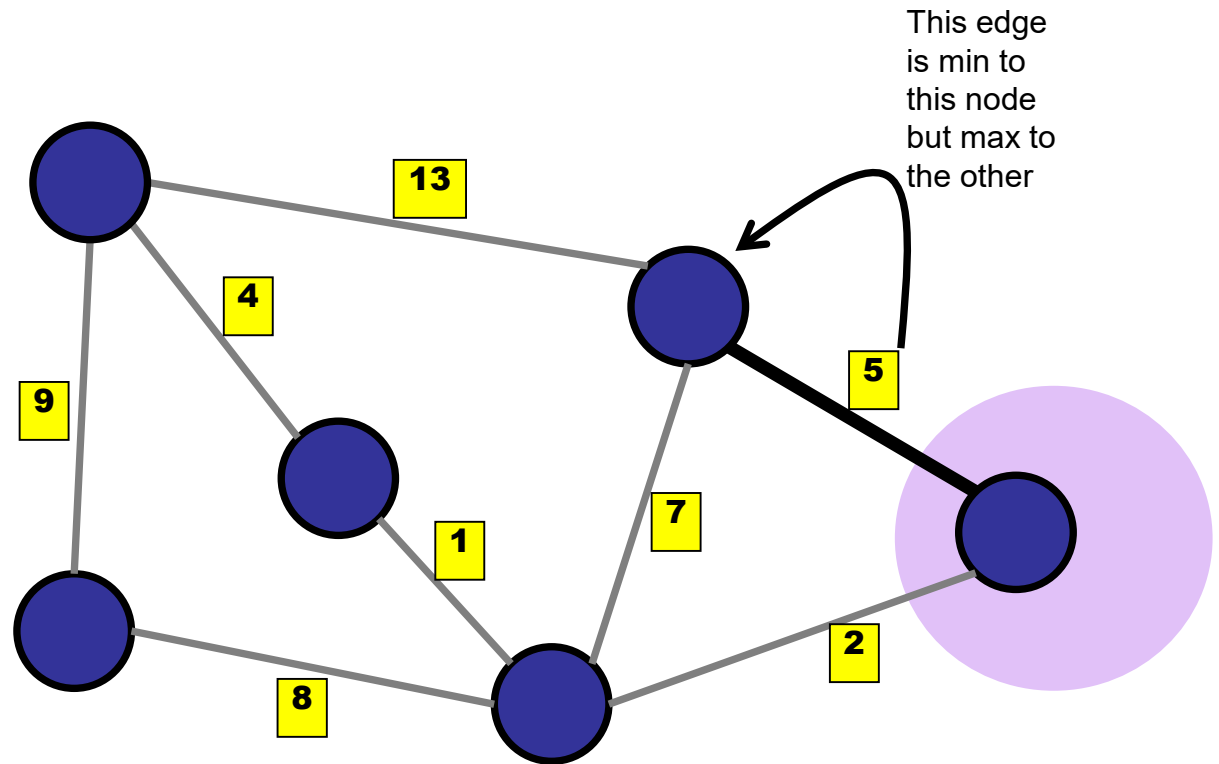 This edge
is min to
this node
but max to
the other
13
4
5
9
7
1
2
8